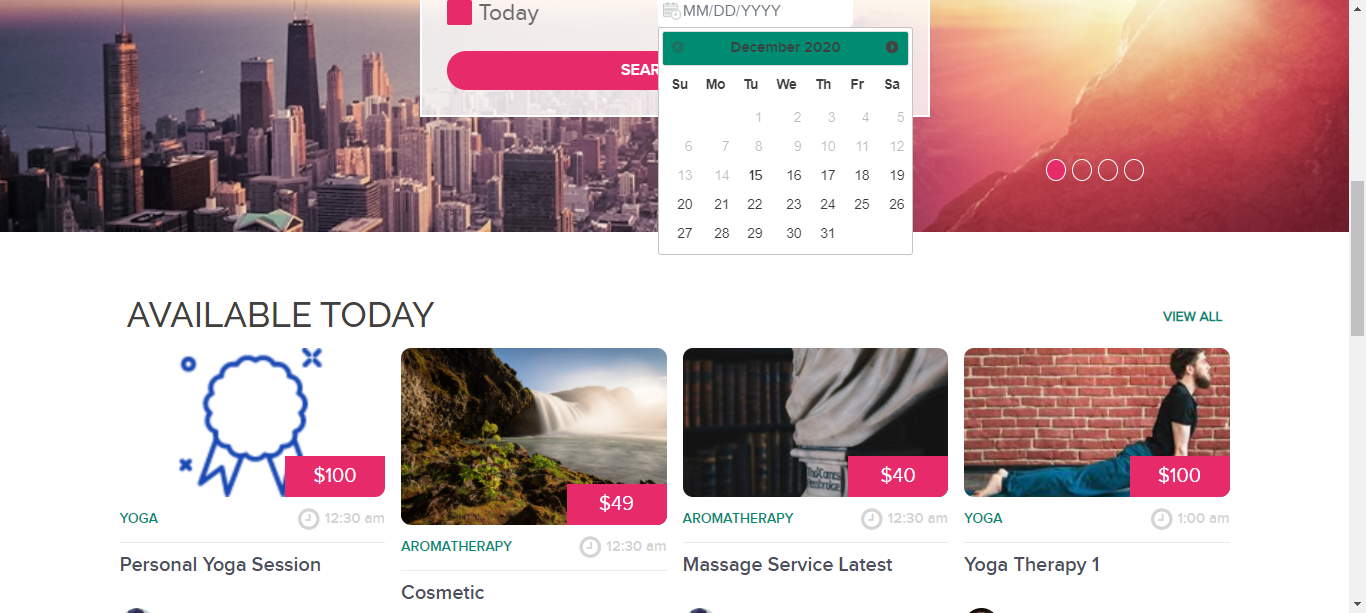 Today
MM/DD/YYYY
SEAR
December 2020
Su Mo Tu We Th Fr Sa
1 2 3 4 5
6 7 8 9 10 11 12
13 14 15 16 17 18 19
20 21 22 23 24 25 26
27 28 29 30 31
AVAILABLE TODAY
VIEW ALL
$100
$49
$40
$100
YOGA
12:30 am
AROMATHERAPY
12:30 am
AROMATHERAPY
12:30 am
YOGA
1:00 am
Personal Yoga Session
Cosmetic
Massage Service Latest
Yoga Therapy 1